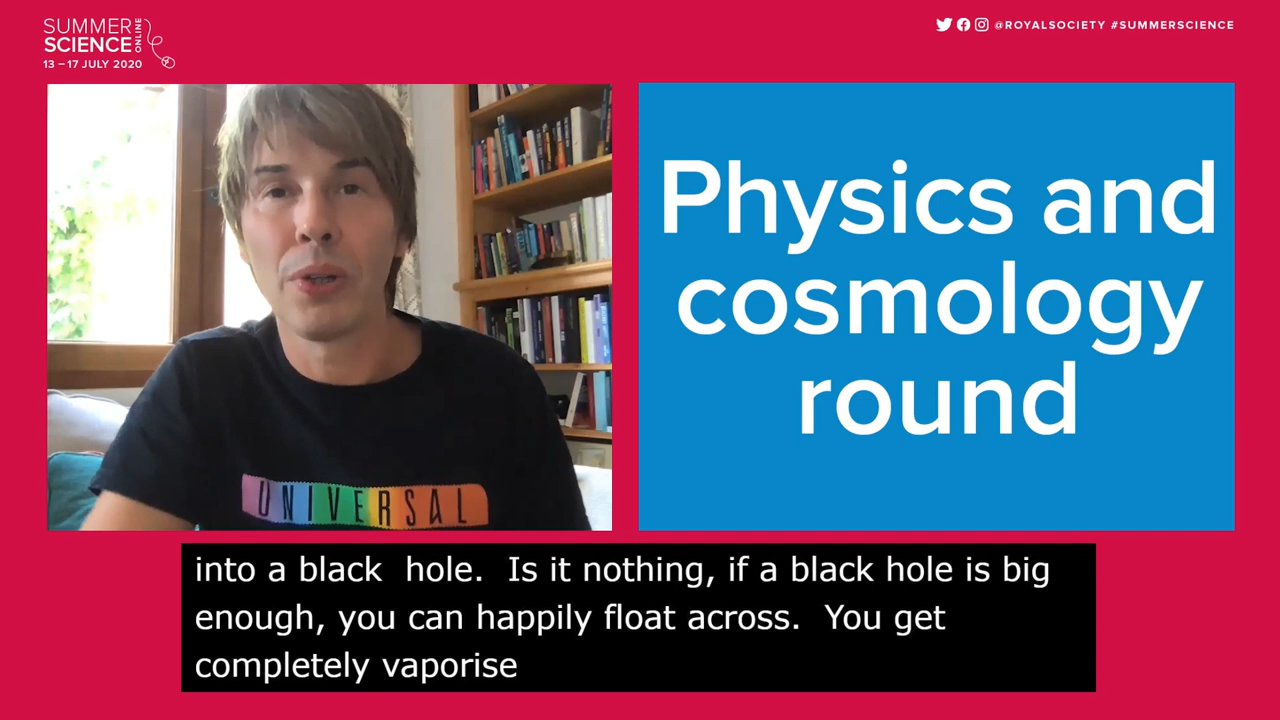 SUMMER
SCIENCE
ONLINE
13 – 17 JULY 2020
@ROYALSOCIETY #SUMMERSCIENCE
Physics and
cosmology
round
UNIVERSAL
into a black  hole.  Is it nothing, if a black hole is big
enough, you can happily float across.  You get
completely vaporise